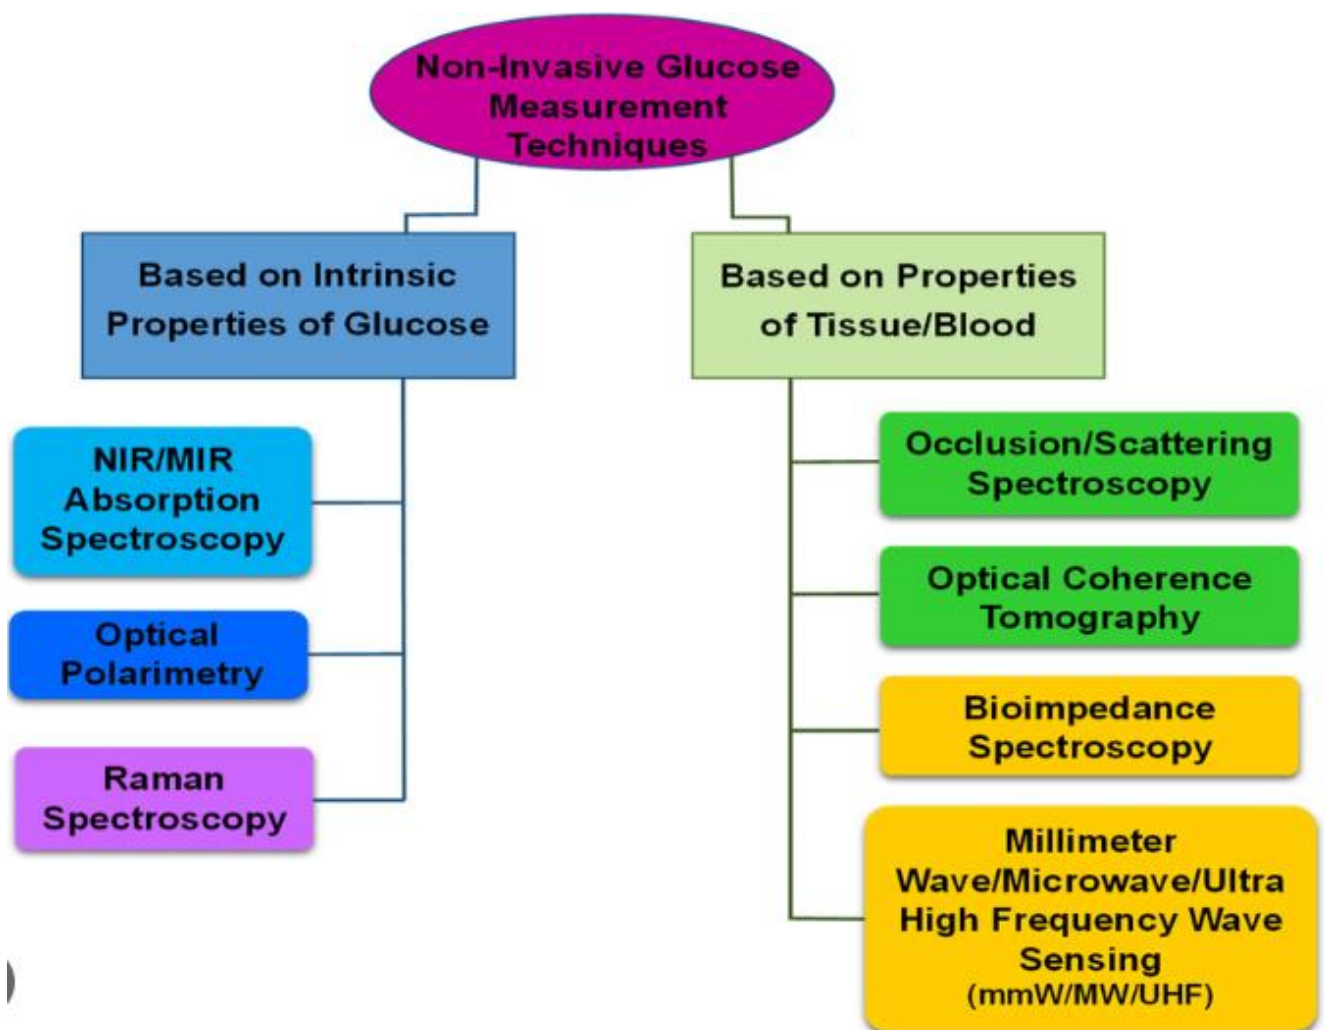 Non-Invasive Glucose
Measurement
Techniques
Based on Intrinsic
Properties of Glucose
NIR/MIR
Absorption
Spectroscopy
Optical
Polarimetry
Raman
Spectroscopy
Based on Properties
of Tissue/Blood
Occlusion/Scattering
Spectroscopy
Optical Coherence
Tomography
Bioimpedance
Spectroscopy
Millimeter
Wave/Microwave/Ultra
High Frequency Wave
Sensing
(mmW/MW/UHF)